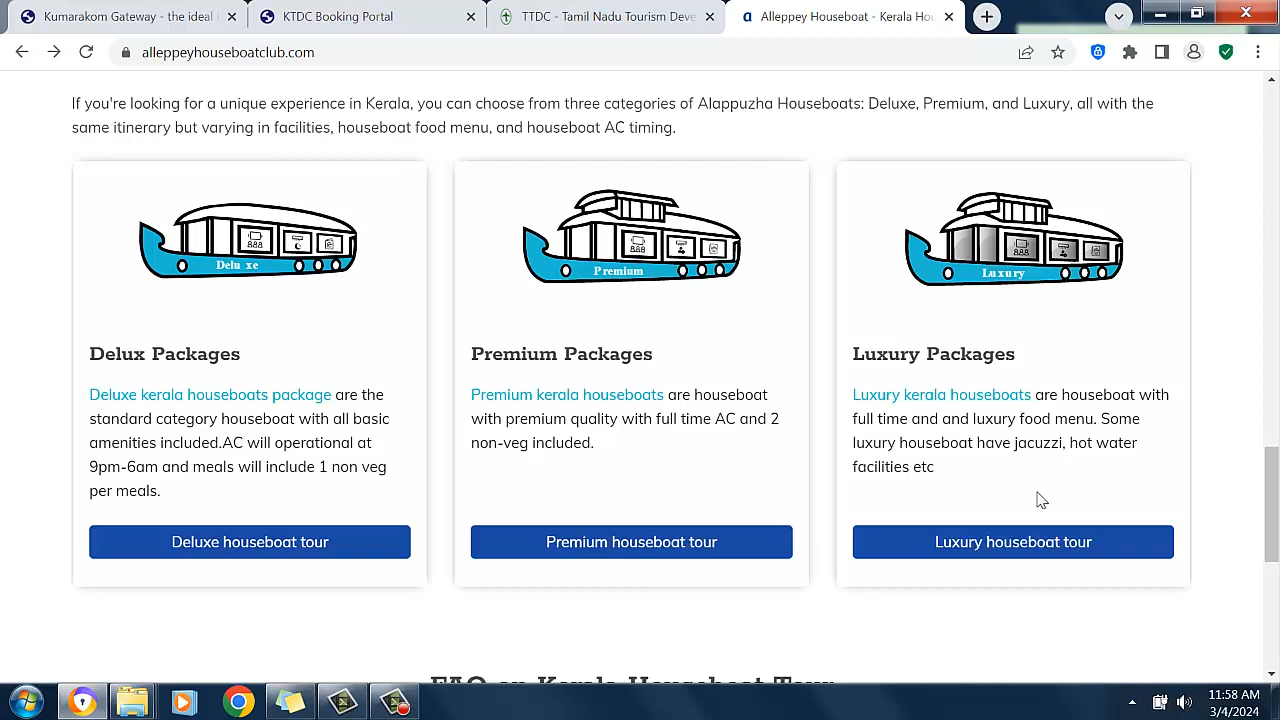 Kumarakom Gateway - the ideal
KTDC Booking Portal
TTDC - Tamil Nadu Tourism Deve
Alleppey Houseboat - Kerala Ho
alleppeyhouseboatclub.com
If you're looking for a unique experience in Kerala, you can choose from three categories of Alappuzha Houseboats: Deluxe, Premium, and Luxury, all with the
same itinerary but varying in facilities, houseboat food menu, and houseboat AC timing.
Delu xe
Premium
Luxury
Delux Packages
Deluxe kerala houseboats package are the
standard category houseboat with all basic
amenities included.AC will operational at
9pm-6am and meals will include 1 non veg
per meals.
Deluxe houseboat tour
Premium Packages
Premium kerala houseboats are houseboat
with premium quality with full time AC and 2
non-veg included.
Premium houseboat tour
Luxury Packages
Luxury kerala houseboats are houseboat with
full time and and luxury food menu. Some
luxury houseboat have jacuzzi, hot water
facilities etc
Luxury houseboat tour
FAQ on Kerala Houseboat Tour
11:58 AM
3/4/2024